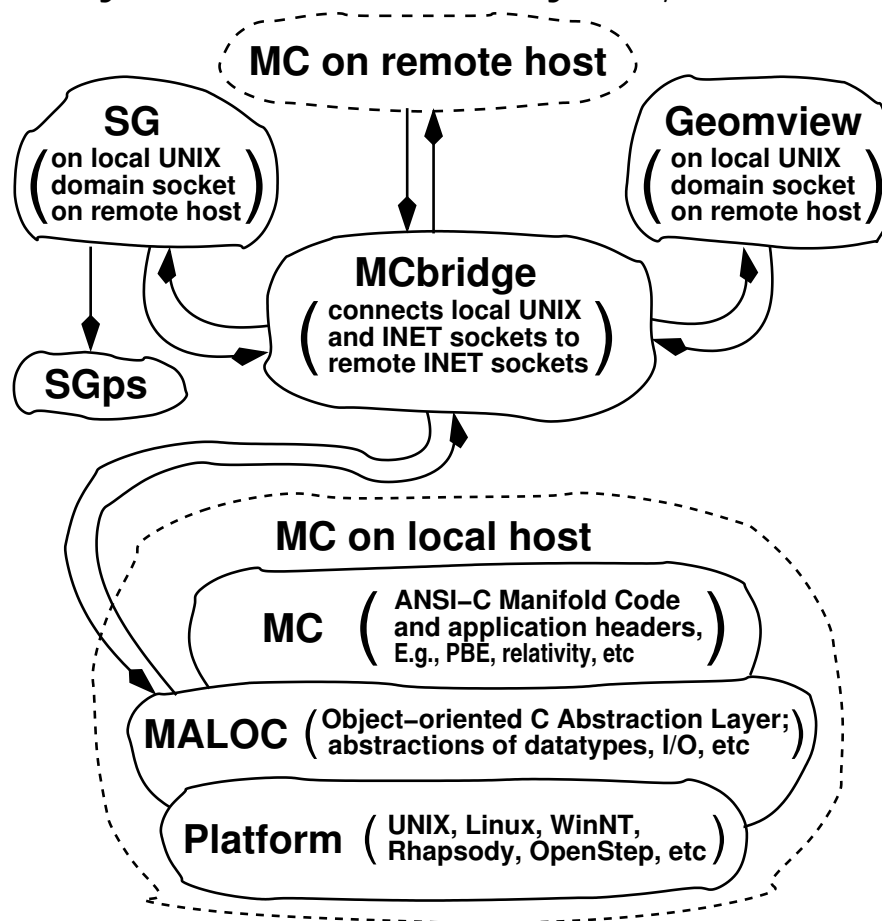 MC on remote host
SG
( on local UNIX
domain socket
on remote host )
Geomview
( on local UNIX
domain socket
on remote host )
MCbridge
( connects local UNIX
and INET sockets to
remote INET sockets )
SGps
MC on local host
MC ( ANSI−C Manifold Code
and application headers,
E.g., PBE, relativity, etc )
MALOC ( Object−oriented C Abstraction Layer;
abstractions of datatypes, I/O, etc )
Platform ( UNIX, Linux, WinNT,
Rhapsody, OpenStep, etc )